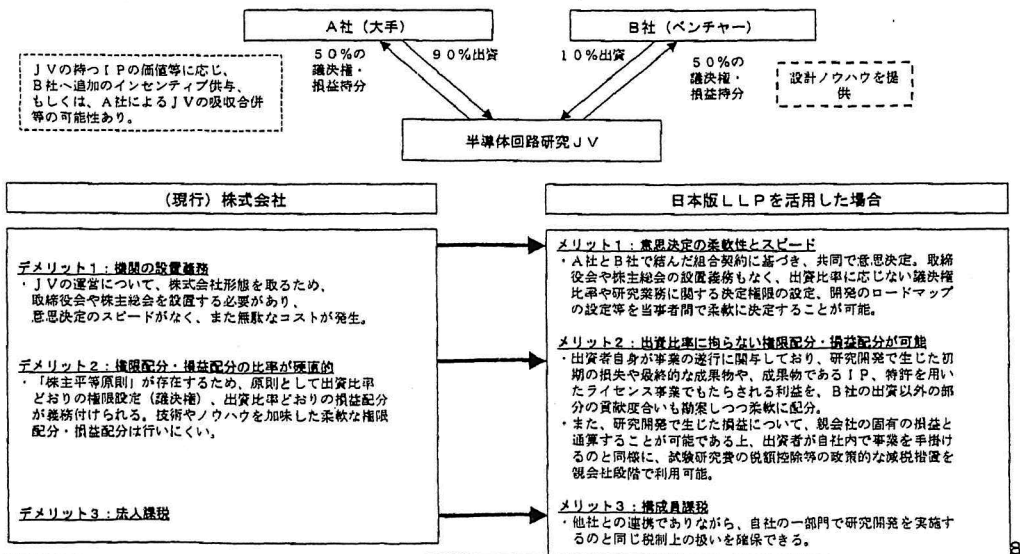 A社(大手)
B社(ベンチャー)
50%の
議決権・
損益持分
90%出資
10%出資
50%の
議決権・
損益持分
JVの持つIPの価値等に応じ、
B社へ追加のインセンティブ供与、
もしくは、A社によるJVの吸収合併
等の可能性あり。
設計ノウハウを提
供
半導体回路研究JV
(現行)株式会社
日本版LLPを活用した場合
デメリット1:機関の設置義務
・JVの運営について、株式会社形態を取るため、
取締役会や株主総会を設置する必要があり、
意思決定のスピードがなく、また無駄なコストが発生。
デメリット2:権限配分・損益配分の比率が硬直的
・「株主平等原則」が存在するため、原則として出資比率
どおりの権限設定(議決権)、出資比率どおりの損益配分
が義務付けられる。技術やノウハウを加味した柔軟な権限
配分・損益配分は行いにくい。
デメリット3:法人課税
メリット1:意思決定の柔軟性とスピード
・A社とB社で結んだ組合契約に基づき、共同で意思決定。取締
役会や株主総会の設置義務もなく、出資比率に応じない議決権
比率や研究業務に関する決定権限の設定、開発のロードマップ
の設定等を当事者間で柔軟に決定することが可能。
メリット2:出資比率に拘らない権限配分・損益配分が可能
・出資者自身が事業の遂行に関与しており、研究開発で生じた初
期の損失や最終的な成果物や、成果物であるIP、特許を用い
たライセンス事業でもたらされる利益を、B社の出資以外の部
分の貢献度合いも勘案しつつ柔軟に配分。
・また、研究開発で生じた損益について、親会社の固有の損益と
通算することが可能である上、出資者が自社内で事業を手掛け
るのと同様に、試験研究費の税額控除等の政策的な減税措置を
親会社段階で利用可能。
メリット3:構成員課税
・他社との連携でありながら、自社の一部門で研究開発を実施す
るのと同じ税制上の扱いを確保できる。